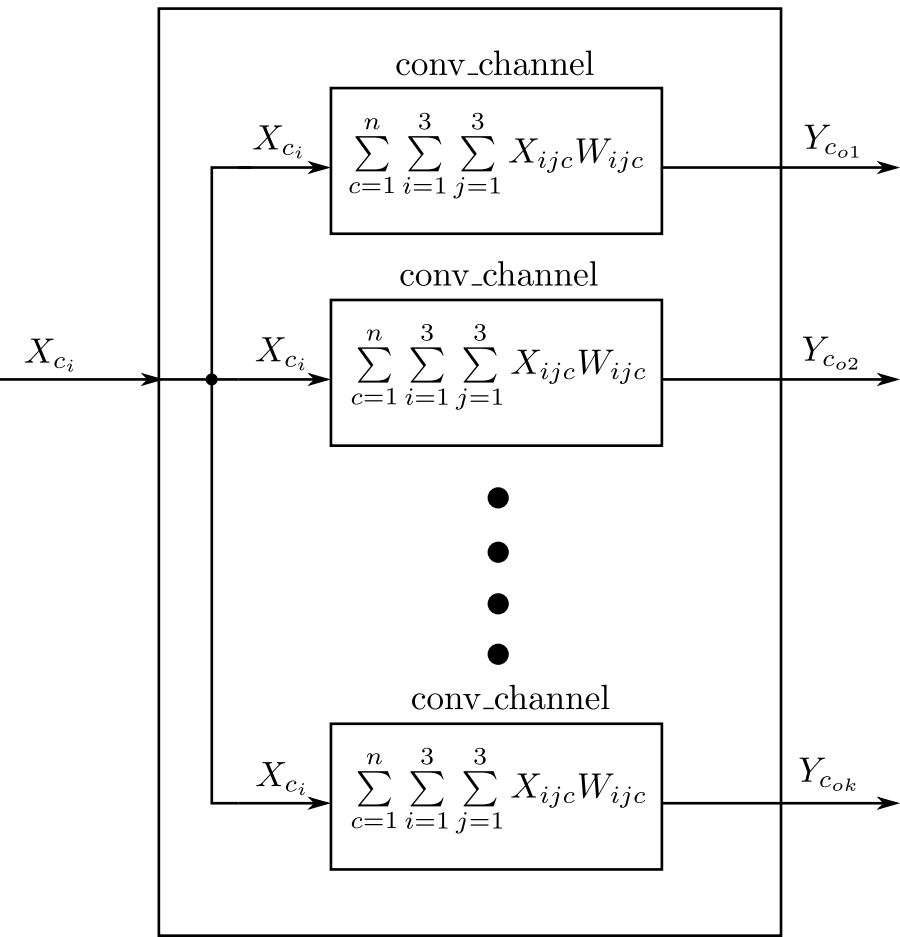 conv_channel
X_{c_i} \sum_{c=1}^{n} \sum_{i=1}^{3} \sum_{j=1}^{3} X_{ijc}W_{ijc} Y_{c_{o1}}
conv_channel
X_{c_i} X_{c_i} \sum_{c=1}^{n} \sum_{i=1}^{3} \sum_{j=1}^{3} X_{ijc}W_{ijc} Y_{c_{o2}}
conv_channel
X_{c_i} \sum_{c=1}^{n} \sum_{i=1}^{3} \sum_{j=1}^{3} X_{ijc}W_{ijc} Y_{c_{ok}}